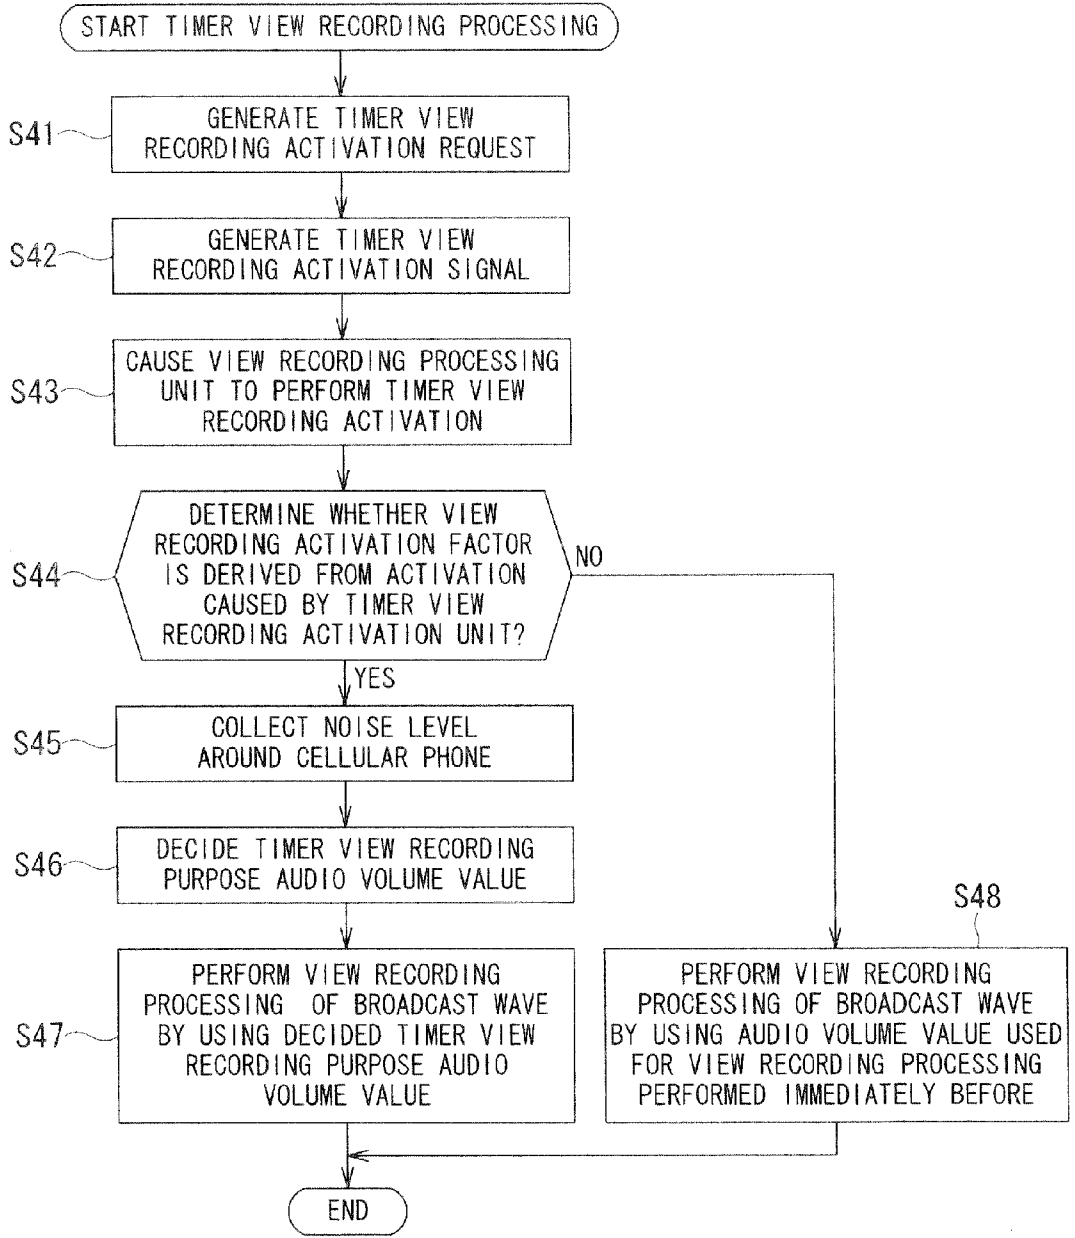 START TIMER VIEW RECORDING PROCESSING
S41
GENERATE TIMER VIEW
RECORDING ACTIVATION REQUEST
S42
GENERATE TIMER VIEW
RECORDING ACTIVATION SIGNAL
S43
CAUSE VIEW RECORDING PROCESSING
UNIT TO PERFORM TIMER VIEW
RECORDING ACTIVATION
S44
DETERMINE WHETHER VIEW
RECORDING ACTIVATION FACTOR
IS DERIVED FROM ACTIVATION
CAUSED BY TIMER VIEW
RECORDING ACTIVATION UNIT?
NO
YES
S45
COLLECT NOISE LEVEL
AROUND CELLULAR PHONE
S46
DECIDE TIMER VIEW RECORDING
PURPOSE AUDIO VOLUME VALUE
S47
PERFORM VIEW RECORDING
PROCESSING OF BROADCAST WAVE
BY USING DECIDED TIMER VIEW
RECORDING PURPOSE AUDIO
VOLUME VALUE
S48
PERFORM VIEW RECORDING
PROCESSING OF BROADCAST WAVE
BY USING AUDIO VOLUME VALUE USED
FOR VIEW RECORDING PROCESSING
PERFORMED IMMEDIATELY BEFORE
END